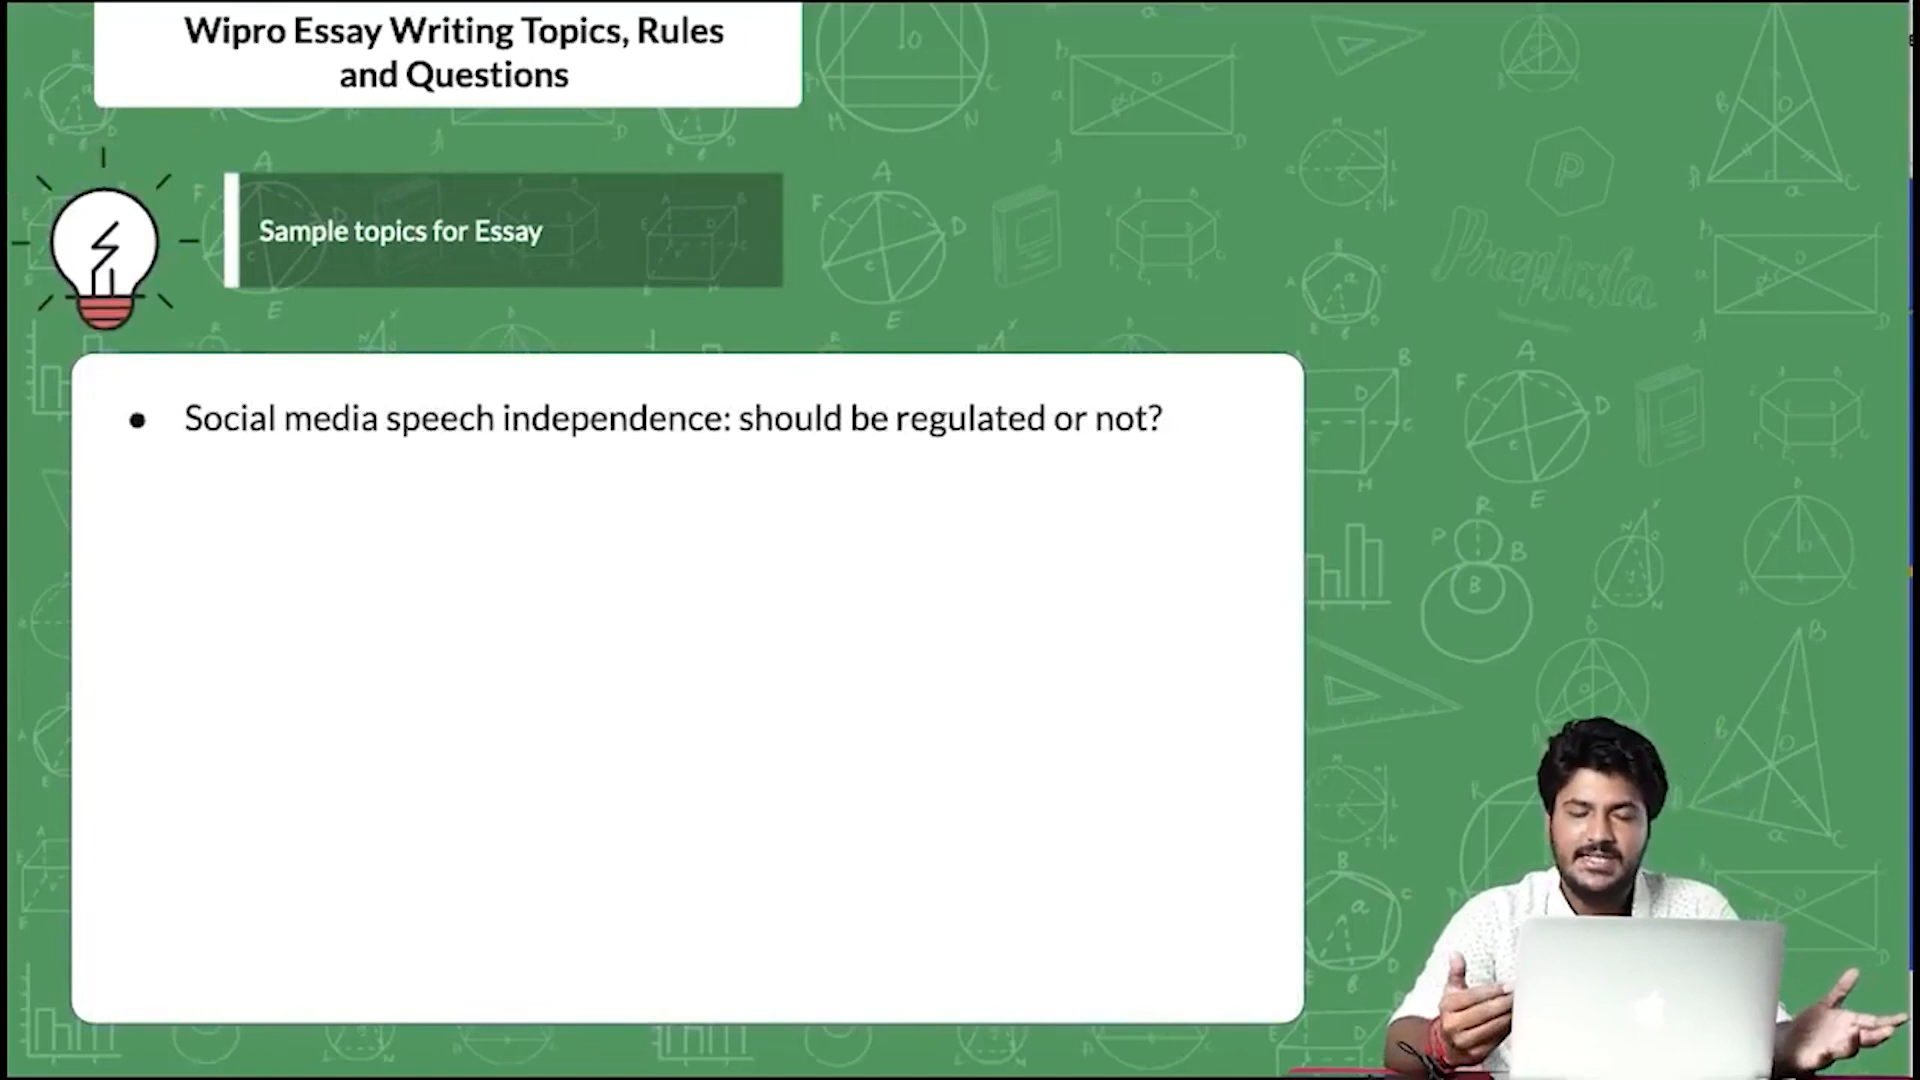 Wipro Essay Writing Topics, Rules
and Questions
Sample topics for Essay
PrepInsta
• Social media speech independence: should be regulated or not?